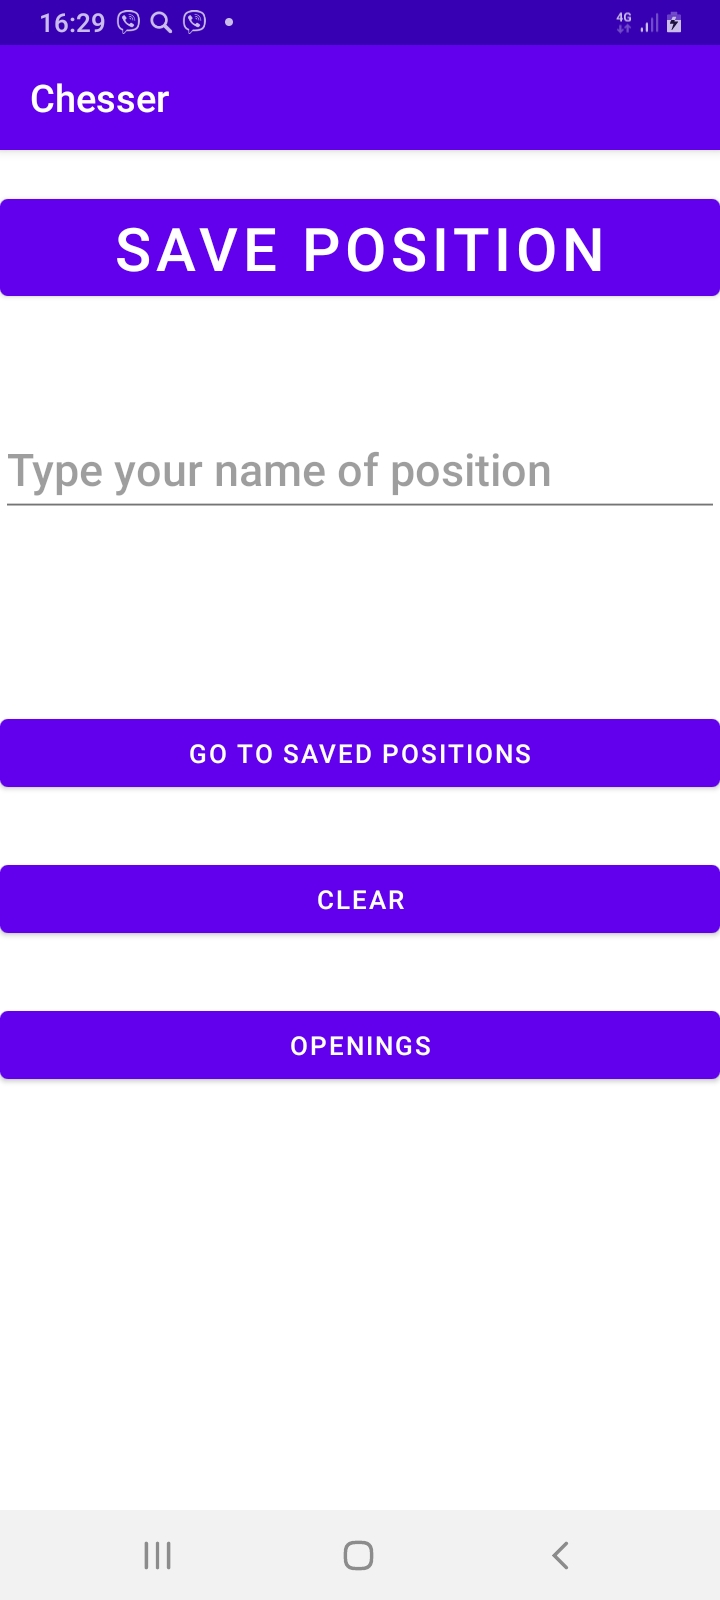 16:29
4G
Chesser
SAVE POSITION
Type your name of position
GO TO SAVED POSITIONS
CLEAR
OPENINGS